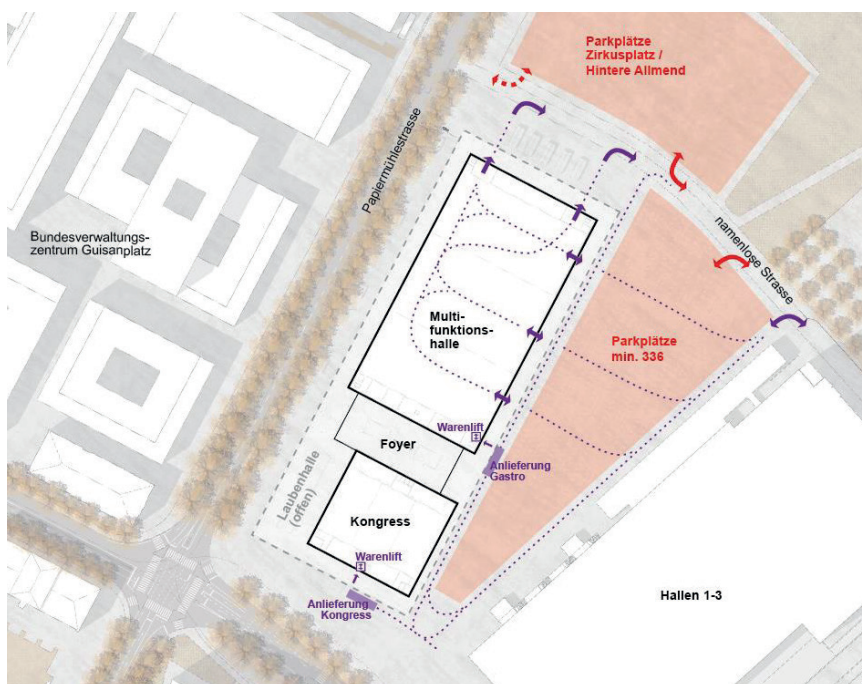 Parkplätze
Zirkusplatz /
Hintere Allmend
Papiermühlestrasse
namenlose Strasse
Bundesverwaltungs-
zentrum Guisanplatz
Multi-
funktions-
halle
Parkplätze
min. 336
Warenlift
Foyer
Anlieferung
Gastro
Laubenhalle
(offen)
Kongress
Warenlift
Anlieferung
Kongress
Hallen 1-3